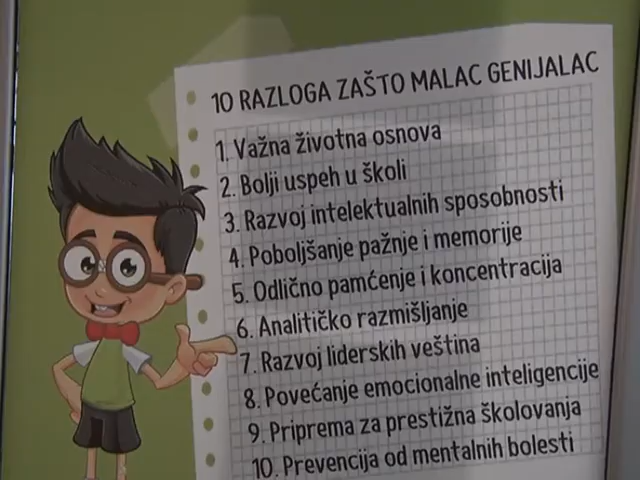 10 RAZLOGA ZAŠTO MALAC GENIJALAC
1. Važna životna osnova
2. Bolji uspeh u školi
3. Razvoj intelektualnih sposobnosti
4. Poboljšanje pažnje i memorije
5. Odlično pamćenje i koncentracija
6. Analitičko razmišljanje
7. Razvoj liderskih veština
8. Povećanje emocionalne inteligencije
9. Priprema za prestižna školovanja
10. Prevencija od mentalnih bolesti